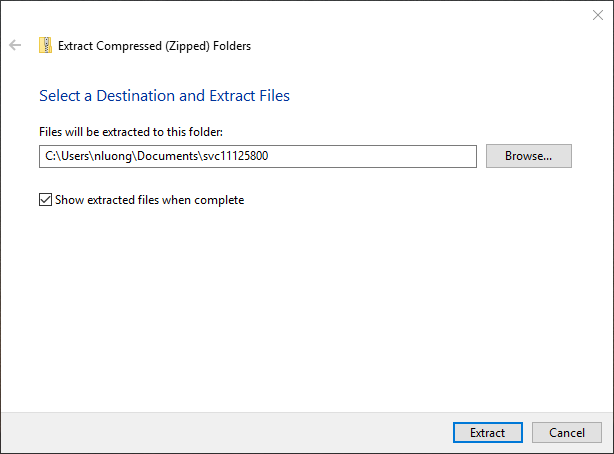 Extract Compressed (Zipped) Folders
Select a Destination and Extract Files
Files will be extracted to this folder:
C:\Users\nluong\Documents\svc11125800
Browse...
Show extracted files when complete
Extract
Cancel